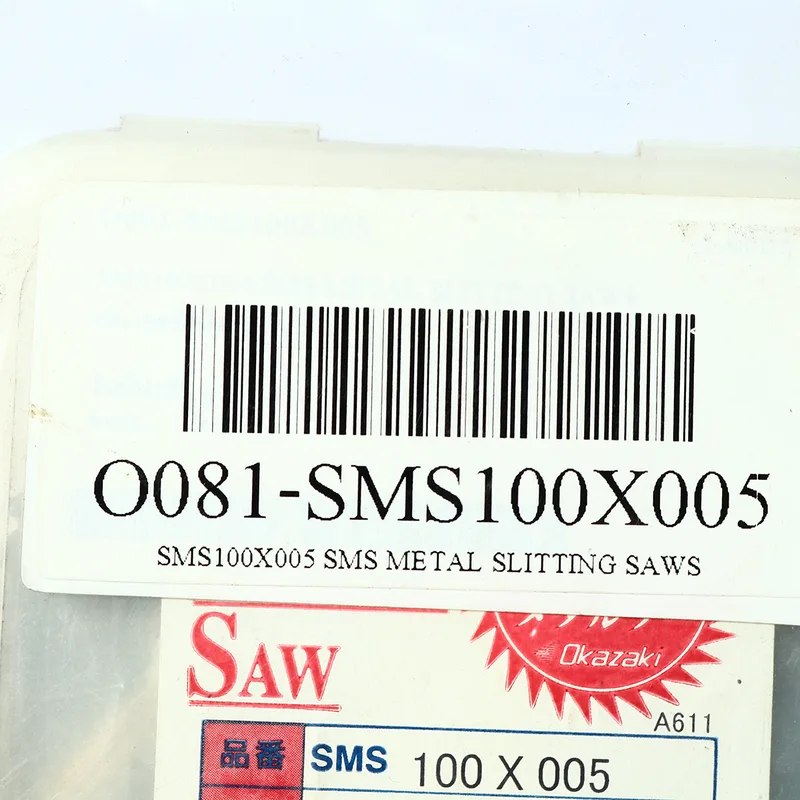 O081-SMS100X005
SMS100X005 SMS METAL SLITTING SAWS
SAW
Okazaki
A611
品番 SMS 100 X 005